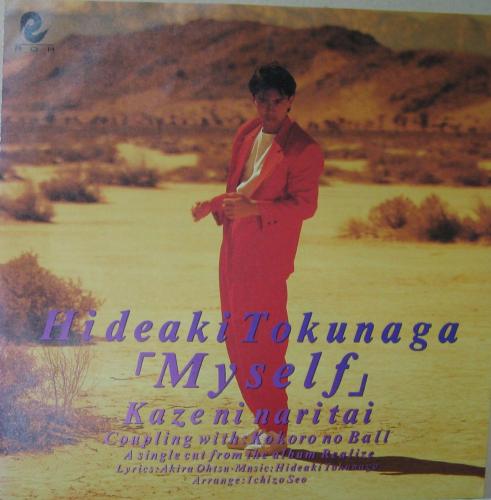 Hideaki Tokunaga
「Myself」
Kaze ni naritai
Coupling with: Kokoro no Ball
A single cut from the album Realize
Lyrics: Akira Ohtsu · Music: Hideaki Tokunaga
Arrange: Ichizo Seo